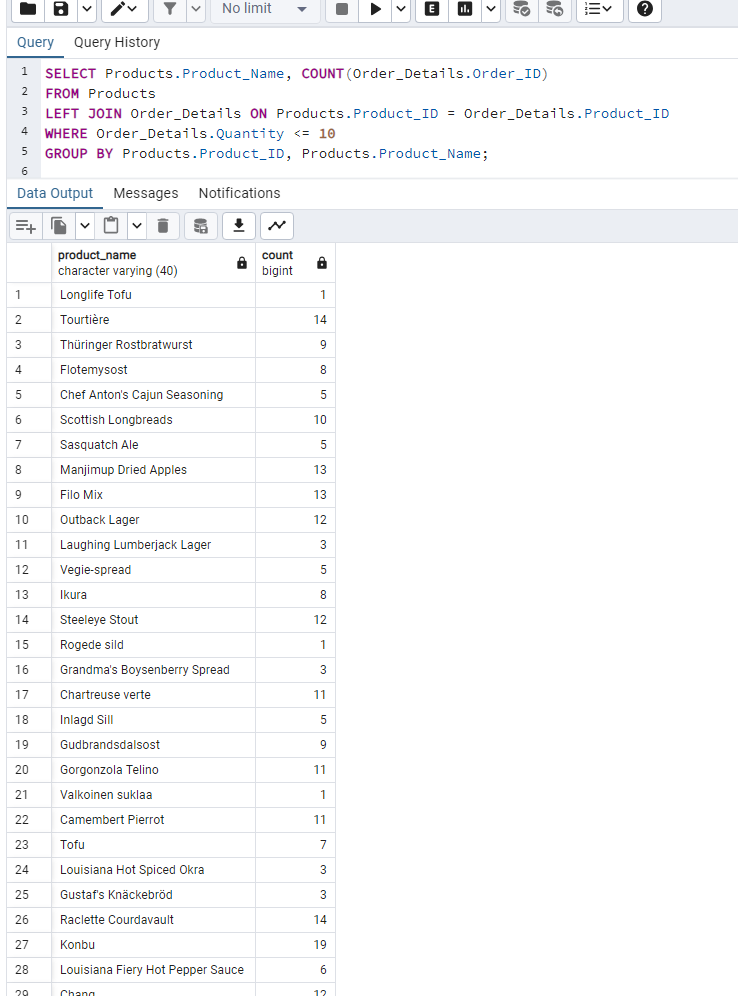 No limit
E
Query Query History
1 SELECT Products.Product_Name, COUNT(Order_Details.Order_ID)
2 FROM Products
3 LEFT JOIN Order_Details ON Products.Product_ID = Order_Details.Product_ID
4 WHERE Order_Details.Quantity <= 10
5 GROUP BY Products.Product_ID, Products.Product_Name;
6
Data Output Messages Notifications
product_name count
character varying (40) bigint
1 Longlife Tofu 1
2 Tourtière 14
3 Thüringer Rostbratwurst 9
4 Flotemysost 8
5 Chef Anton's Cajun Seasoning 5
6 Scottish Longbreads 10
7 Sasquatch Ale 5
8 Manjimup Dried Apples 13
9 Filo Mix 13
10 Outback Lager 12
11 Laughing Lumberjack Lager 3
12 Vegie-spread 5
13 Ikura 8
14 Steeleye Stout 12
15 Rogede sild 1
16 Grandma's Boysenberry Spread 3
17 Chartreuse verte 11
18 Inlagd Sill 5
19 Gudbrandsdalsost 9
20 Gorgonzola Telino 11
21 Valkoinen suklaa 1
22 Camembert Pierrot 11
23 Tofu 7
24 Louisiana Hot Spiced Okra 3
25 Gustaf's Knäckebröd 3
26 Raclette Courdavault 14
27 Konbu 19
28 Louisiana Fiery Hot Pepper Sauce 6
29 Chang 12